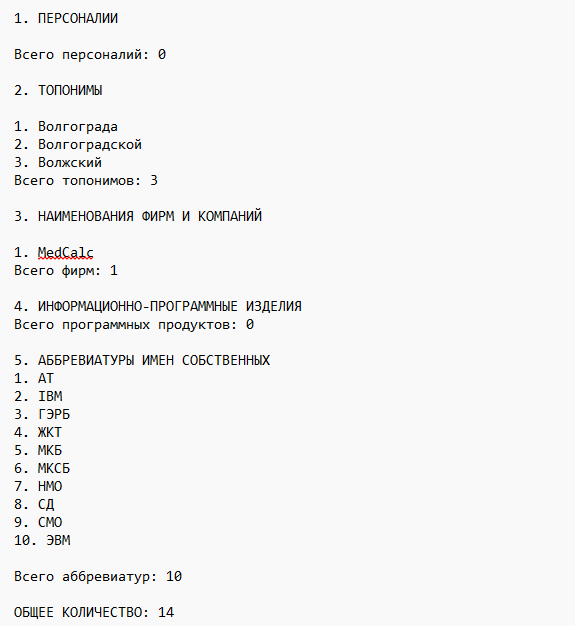 1. ПЕРСОНАЛИИ
Всего персоналий: 0
2. ТОПОНИМЫ
1. Волгограда
2. Волгоградской
3. Волжский
Всего топонимов: 3
3. НАИМЕНОВАНИЯ ФИРМ И КОМПАНИЙ
1. MedCalc
Всего фирм: 1
4. ИНФОРМАЦИОННО-ПРОГРАММНЫЕ ИЗДЕЛИЯ
Всего программных продуктов: 0
5. АББРЕВИАТУРЫ ИМЕН СОБСТВЕННЫХ
1. АТ
2. IBM
3. ГЭРБ
4. ЖКТ
5. МКБ
6. МКСБ
7. НМО
8. СД
9. СМО
10. ЭВМ
Всего аббревиатур: 10
ОБЩЕЕ КОЛИЧЕСТВО: 14